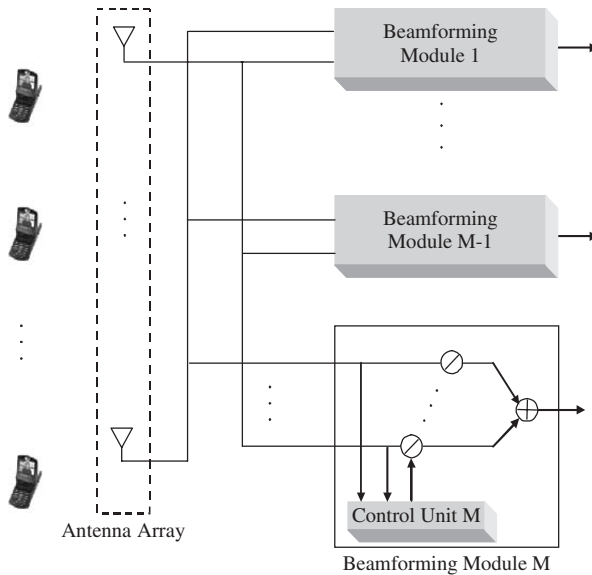 Beamforming
Module 1
Beamforming
Module M-1
Control Unit M
Antenna Array
Beamforming Module M